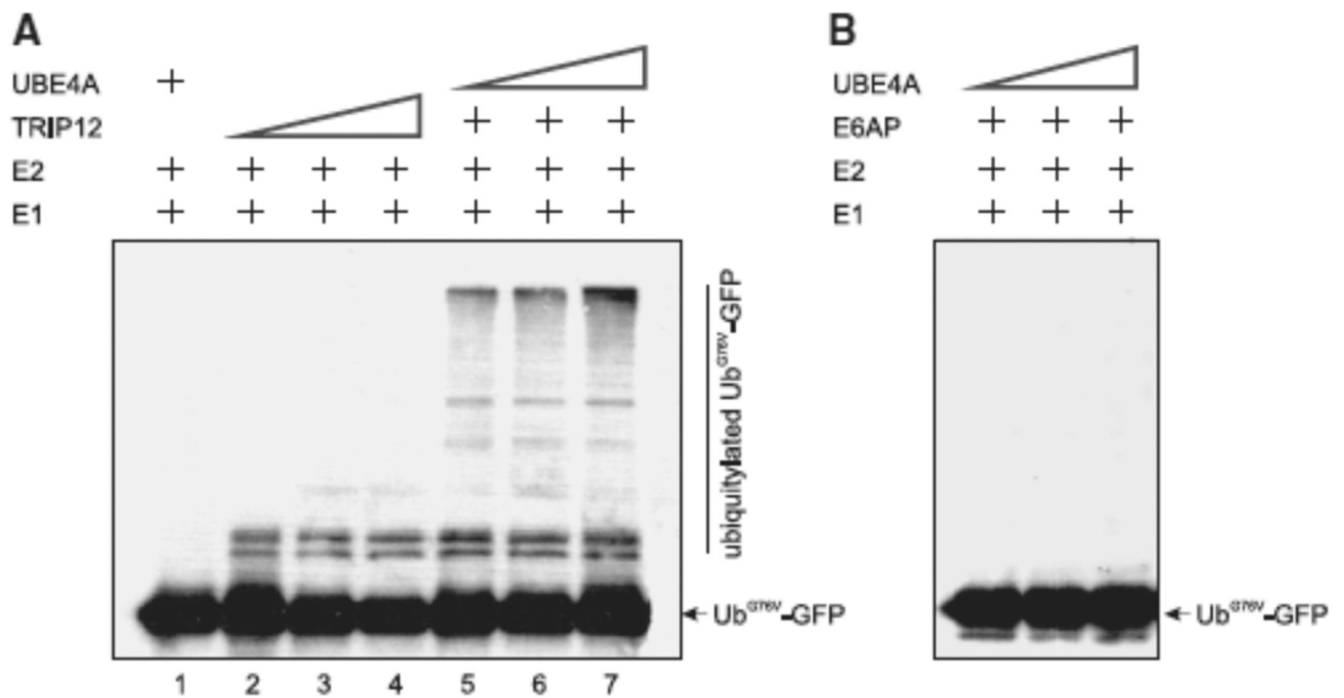 A
UBE4A +
TRIP12 + + +
E2 + + + + + + +
E1 + + + + + + +
ubiquitylated Ub^G76V-GFP
← Ub^G76V-GFP
1 2 3 4 5 6 7
B
UBE4A
E6AP + + +
E2 + + +
E1 + + +
← Ub^G76V-GFP